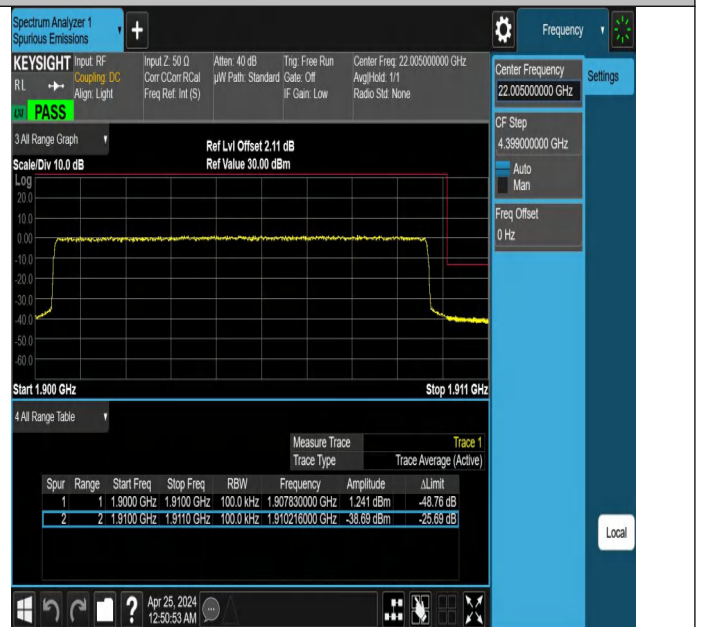 Spectrum Analyzer 1
Spurious Emissions
Frequency
KEYSIGHT
RL
Input: RF
Coupling: DC
Align: Light
Input Z: 50 Ω
Corr CCorr RCal
Freq Ref: Int (S)
Atten: 40 dB
µW Path: Standard
Trig: Free Run
Gate: Off
IF Gain: Low
Center Freq: 22.005000000 GHz
Avg|Hold: 1/1
Radio Std: None
LXI PASS
Center Frequency
22.005000000 GHz
Settings
CF Step
4.399000000 GHz
Auto
Man
Freq Offset
0 Hz
3 All Range Graph
Scale/Div 10.0 dB
Ref Lvl Offset 2.11 dB
Ref Value 30.00 dBm
Log
20.0
10.0
0.00
-10.0
-20.0
-30.0
-40.0
-50.0
-60.0
Start 1.900 GHz
Stop 1.911 GHz
4 All Range Table
Measure Trace Trace 1
Trace Type Trace Average (Active)
Spur Range Start Freq Stop Freq RBW Frequency Amplitude ΔLimit
1 1 1.9000 GHz 1.9100 GHz 100.0 kHz 1.907830000 GHz 1.241 dBm -48.76 dB
2 2 1.9100 GHz 1.9110 GHz 100.0 kHz 1.910216000 GHz -38.69 dBm -25.69 dB
Local
?
Apr 25, 2024
12:50:53 AM